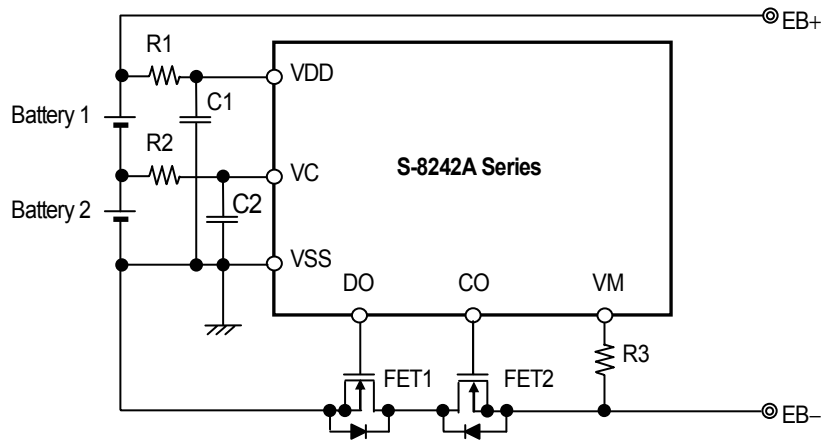 EB+
R1
VDD
C1
Battery 1
R2
S-8242A Series
VC
C2
Battery 2
VSS
DO
CO
VM
R3
FET1
FET2
EB−